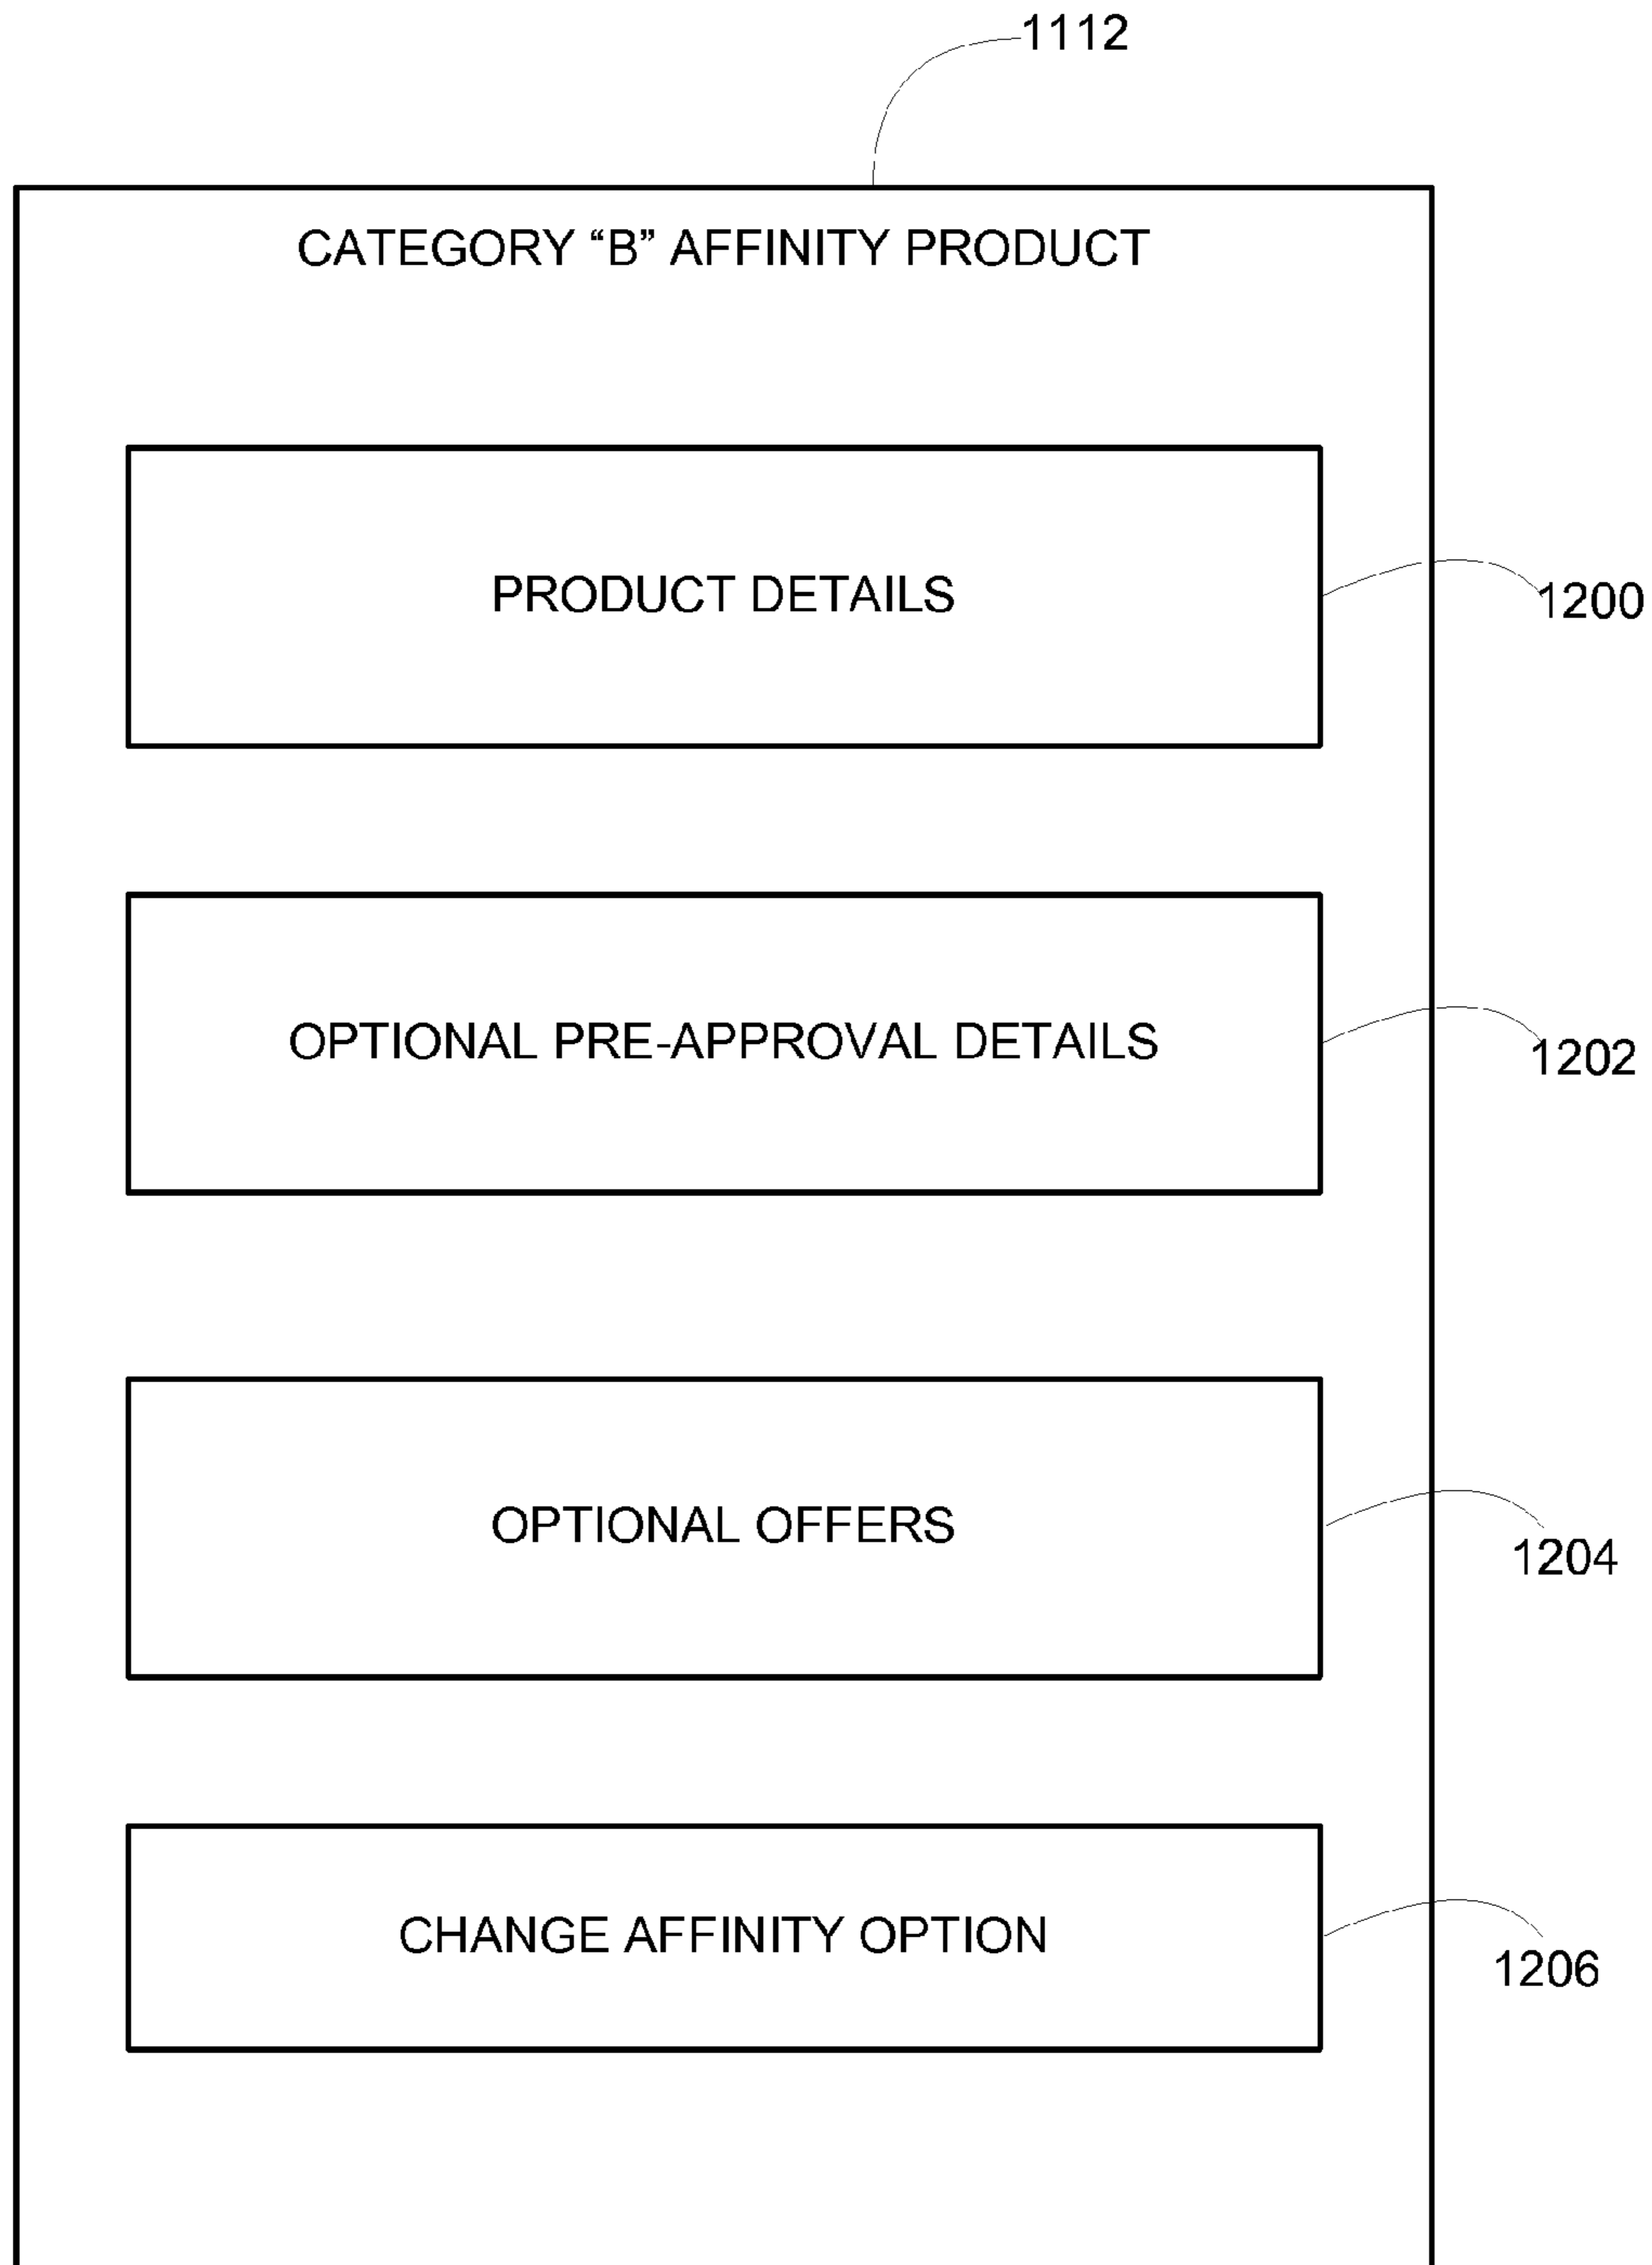 1112
CATEGORY “B” AFFINITY PRODUCT
PRODUCT DETAILS
1200
OPTIONAL PRE-APPROVAL DETAILS
1202
OPTIONAL OFFERS
1204
CHANGE AFFINITY OPTION
1206